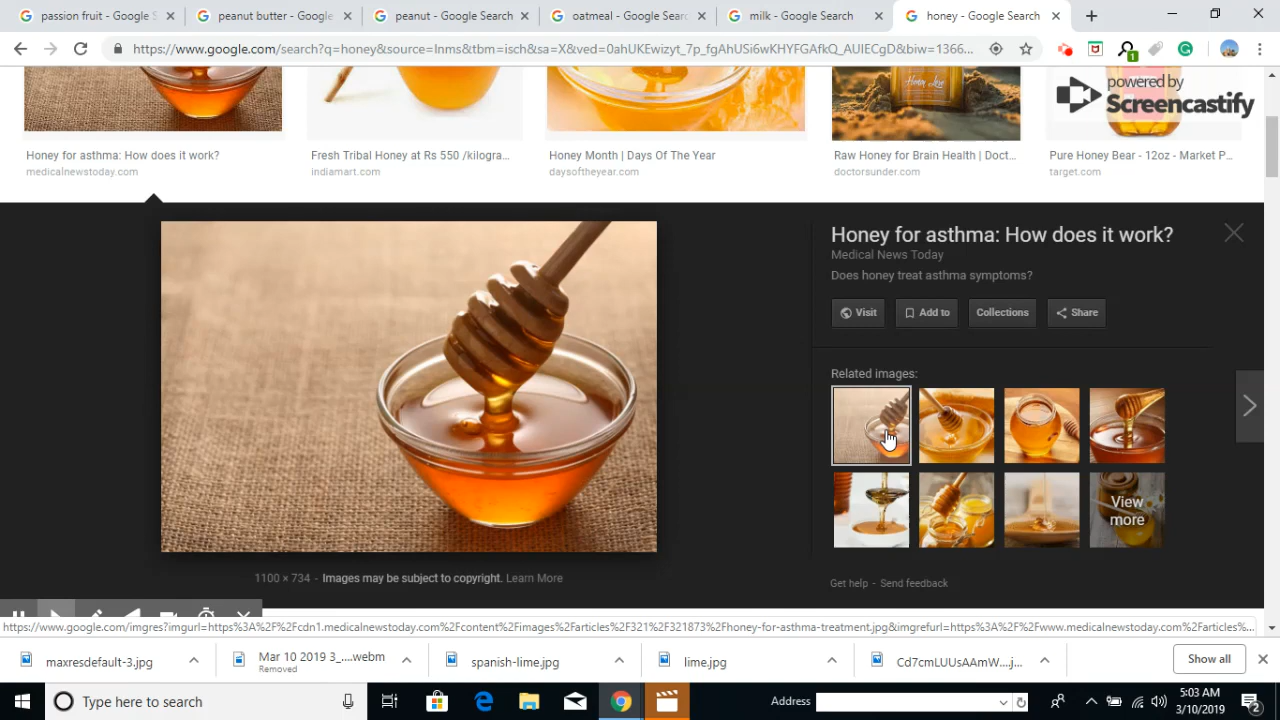 passion fruit - Google S
peanut butter - Google
peanut - Google Search
oatmeal - Google Search
milk - Google Search
honey - Google Search
https://www.google.com/search?q=honey&source=lnms&tbm=isch&sa=X&ved=0ahUKEwizyt_7p_fgAhUSi6wKHYFGAfkQ_AUIECgD&biw=1366...
1
powered by
Screencastify
Honey for asthma: How does it work?
medicalnewstoday.com
Fresh Tribal Honey at Rs 550 /kilogra...
indiamart.com
Honey Month | Days Of The Year
daysoftheyear.com
Raw Honey for Brain Health | Doct...
doctorsunder.com
Pure Honey Bear - 12oz - Market P...
target.com
Honey for asthma: How does it work?
Medical News Today
Does honey treat asthma symptoms?
Visit
Add to
Collections
Share
Related images:
View
more
1100 × 734 - Images may be subject to copyright. Learn More
Get help - Send feedback
https://www.google.com/imgres?imgurl=https%3A%2F%2Fcdn1.medicalnewstoday.com%2Fcontent%2Fimages%2Farticles%2F321%2F321873%2Fhoney-for-asthma-treatment.jpg&imgrefurl=https%3A%2F%2Fwww.medicalnewstoday.com%2Farticles%...
maxresdefault-3.jpg
Mar 10 2019 3_....webm
Removed
spanish-lime.jpg
lime.jpg
Cd7cmLUUsAAmW....j...
Show all
Type here to search
Address
5:03 AM
3/10/2019
2